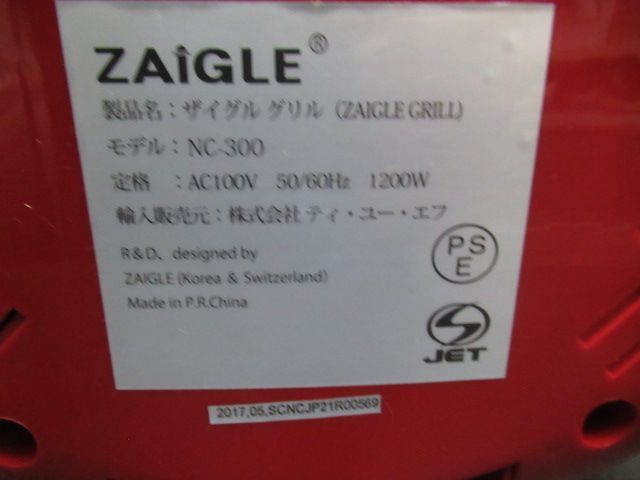 ZAiGLE®
製品名：ザイグル グリル（ZAIGLE GRILL）
モデル：NC-300
定格 ：AC100V 50/60Hz 1200W
輸入販売元：株式会社 ティ・ユー・エフ
R&D、designed by
ZAIGLE (Korea & Switzerland)
Made in P.R.China
PSE
S JET
2017,05,SCNCJP21R00569